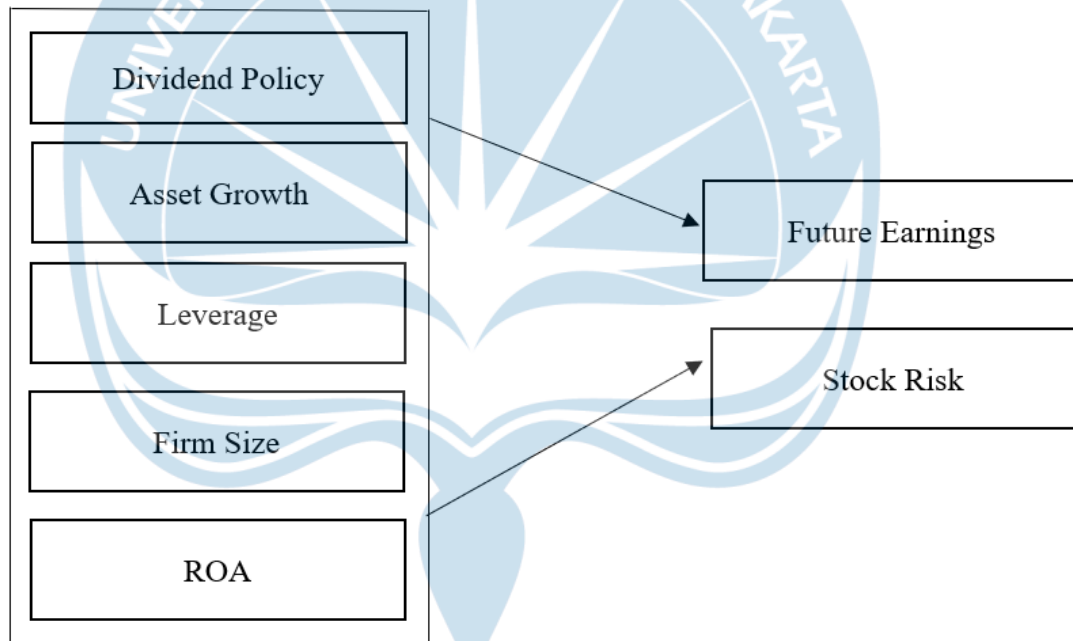 Dividend Policy
Asset Growth
Leverage
Firm Size
ROA
Future Earnings
Stock Risk